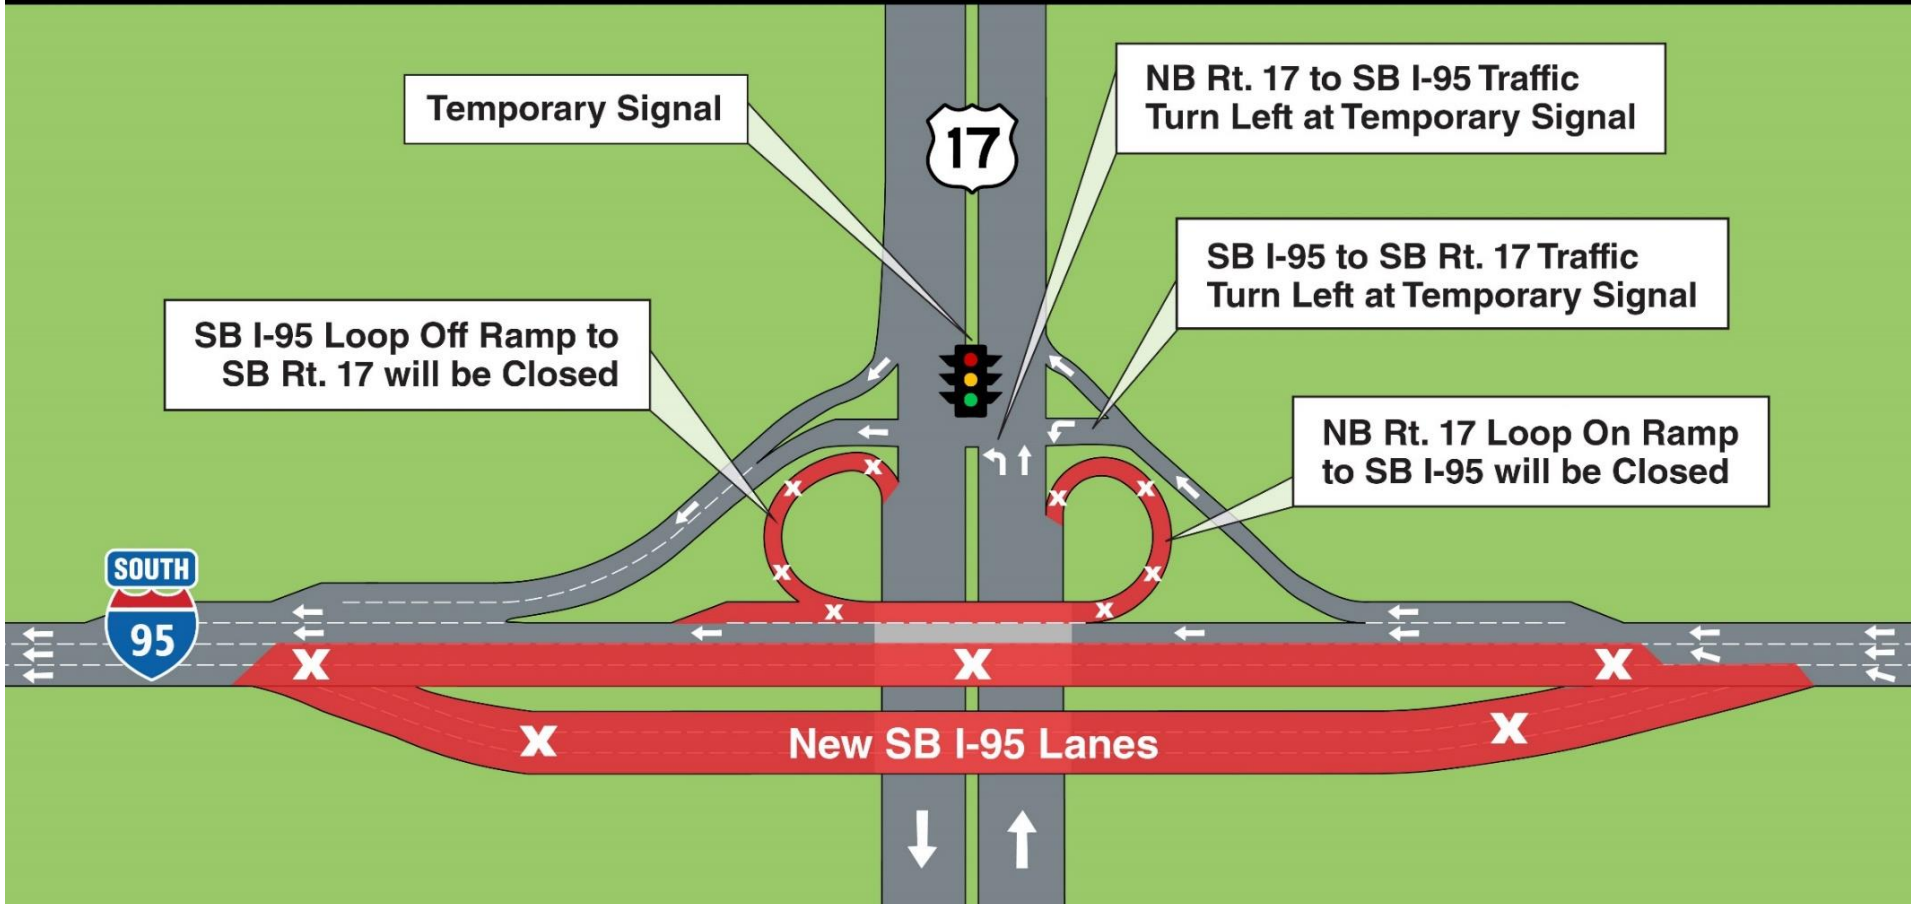 NB Rt. 17 to SB I-95 Traffic
Turn Left at Temporary Signal
Temporary Signal
17
SB I-95 to SB Rt. 17 Traffic
Turn Left at Temporary Signal
SB I-95 Loop Off Ramp to
SB Rt. 17 will be Closed
NB Rt. 17 Loop On Ramp
to SB I-95 will be Closed
SOUTH
95
X
X
X
X
X
X
X
X
X
X
X
X
X
New SB I-95 Lanes